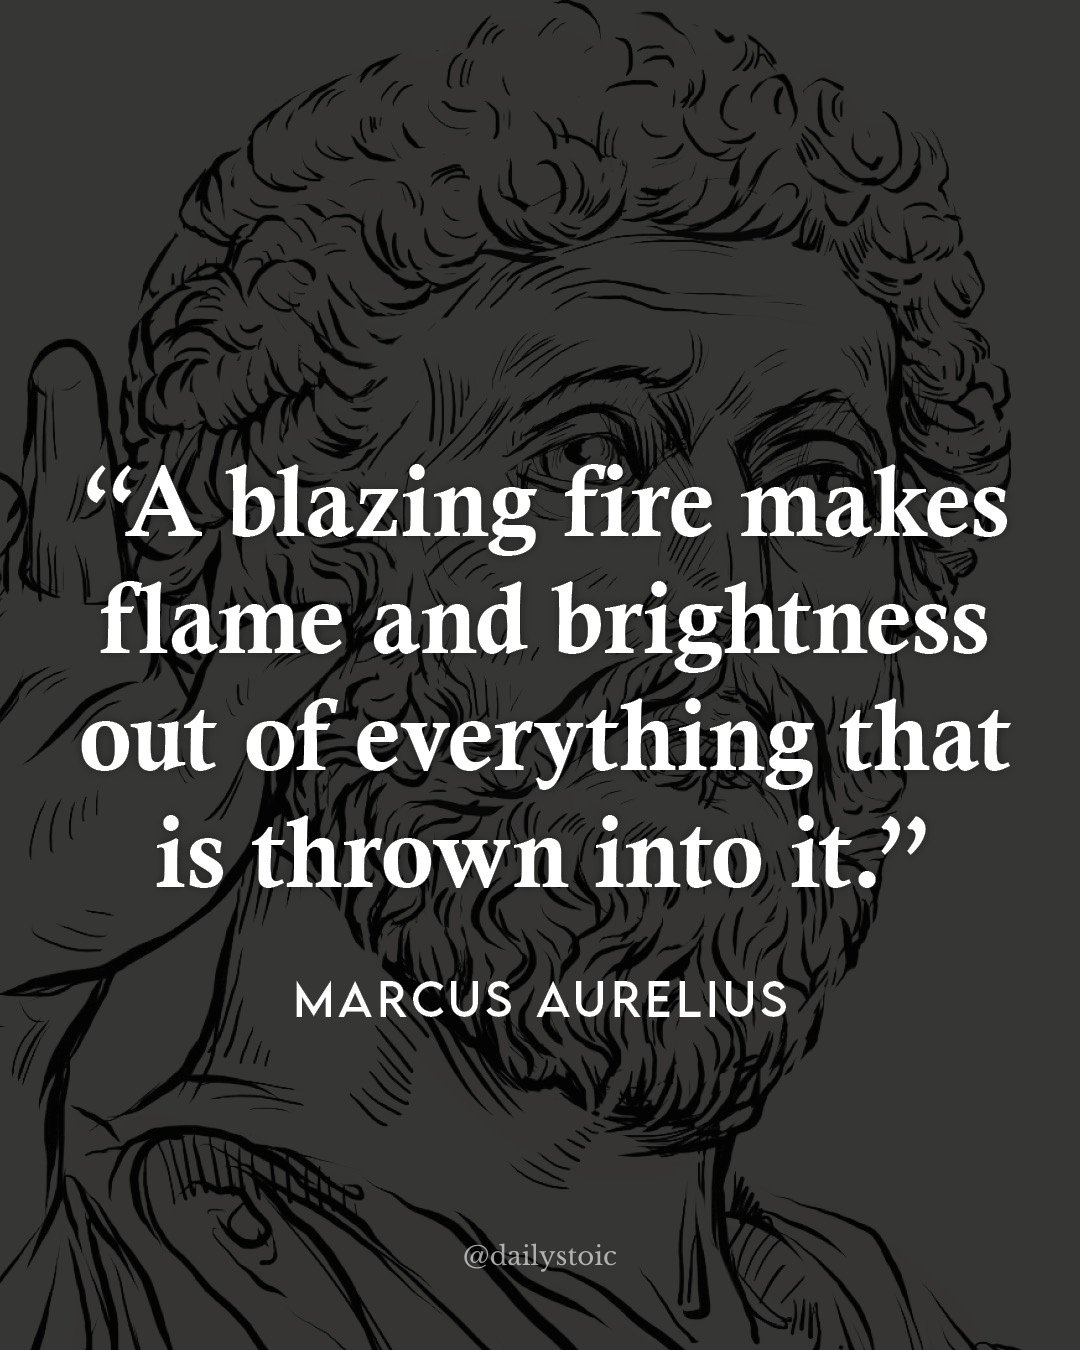 “A blazing fire makes
flame and brightness
out of everything that
is thrown into it.”
MARCUS AURELIUS
@dailystoic